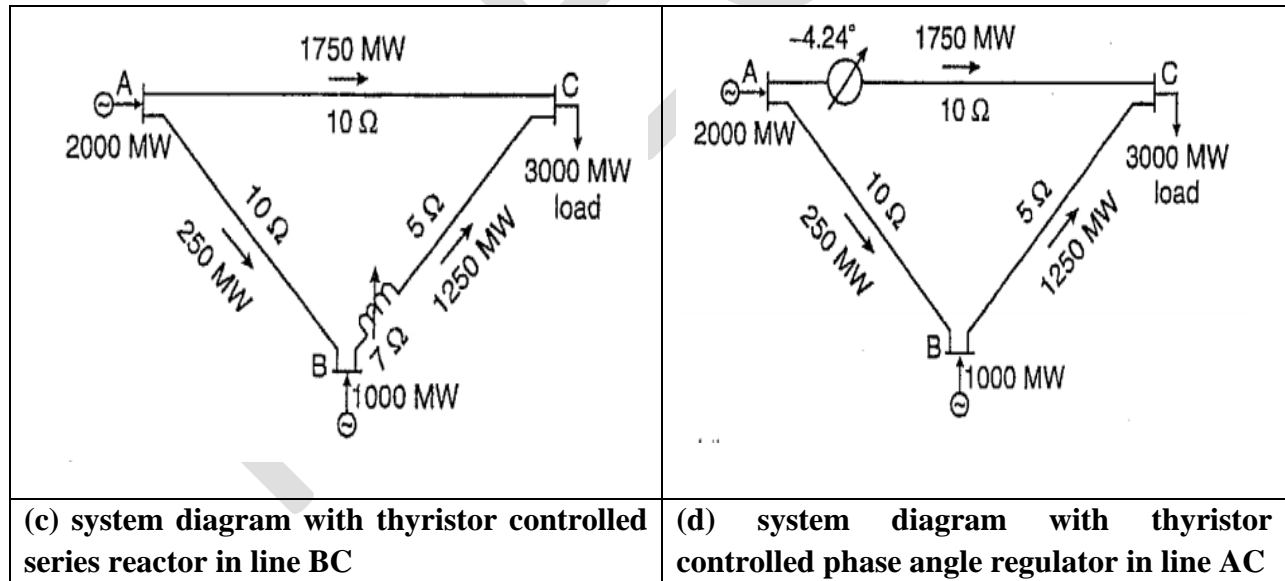 1750 MW
A
C
10 Ω
2000 MW
3000 MW
load
10 Ω
5 Ω
250 MW
1250 MW
7 Ω
B
1000 MW
(c) system diagram with thyristor controlled
series reactor in line BC
–4.24°
1750 MW
A
C
10 Ω
2000 MW
3000 MW
load
10 Ω
5 Ω
250 MW
1250 MW
B
1000 MW
(d) system diagram with thyristor
controlled phase angle regulator in line AC